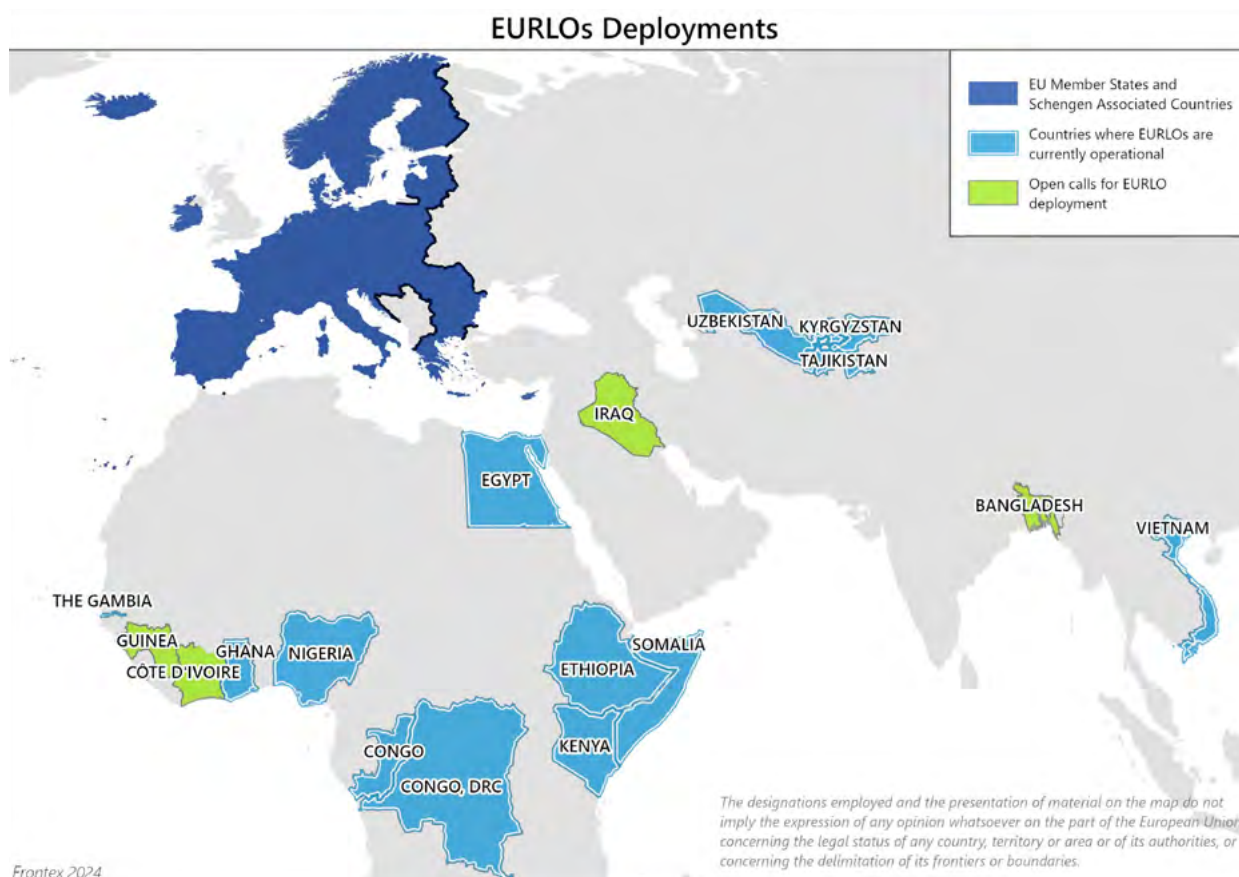 EURLOs Deployments
EU Member States and
Schengen Associated Countries
Countries where EURLOs are
currently operational
Open calls for EURLO
deployment
UZBEKISTAN
KYRGYZSTAN
TAJIKISTAN
IRAQ
EGYPT
BANGLADESH
VIETNAM
THE GAMBIA
GUINEA
GHANA
CÔTE D'IVOIRE
NIGERIA
SOMALIA
ETHIOPIA
CONGO
KENYA
CONGO, DRC
The designations employed and the presentation of material on the map do not
imply the expression of any opinion whatsoever on the part of the European Union
concerning the legal status of any country, territory or area or of its authorities, or
concerning the delimitation of its frontiers or boundaries.
Frontex 2024